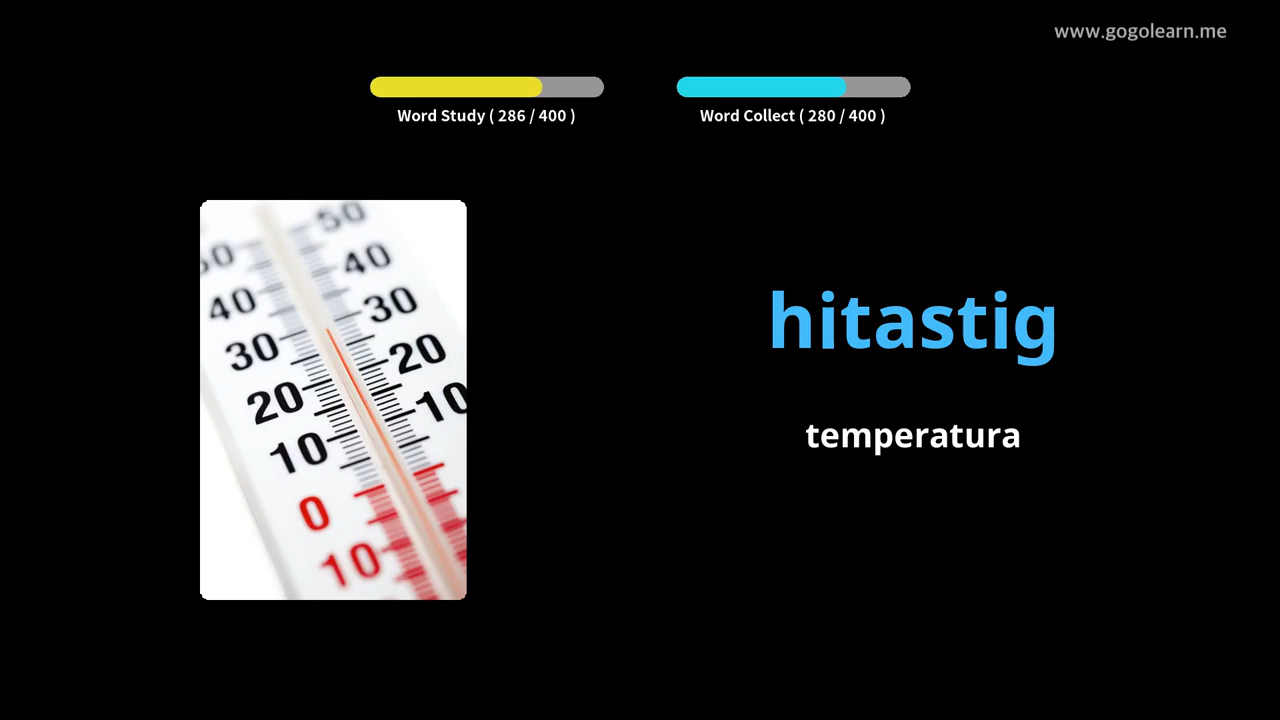 www.gogolearn.me
Word Study ( 286 / 400 )
Word Collect ( 280 / 400 )
50
50
40
40
30
30
20
20
10
10
0
10
hitastig
temperatura